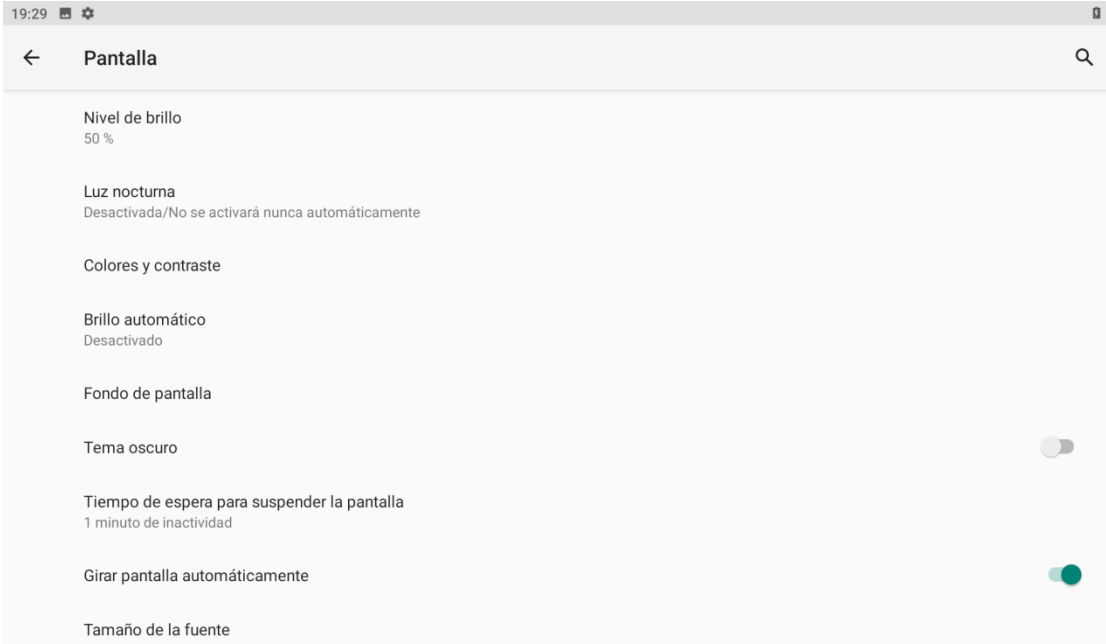 19:29
Pantalla
Nivel de brillo
50 %
Luz nocturna
Desactivada/No se activará nunca automáticamente
Colores y contraste
Brillo automático
Desactivado
Fondo de pantalla
Tema oscuro
Tiempo de espera para suspender la pantalla
1 minuto de inactividad
Girar pantalla automáticamente
Tamaño de la fuente